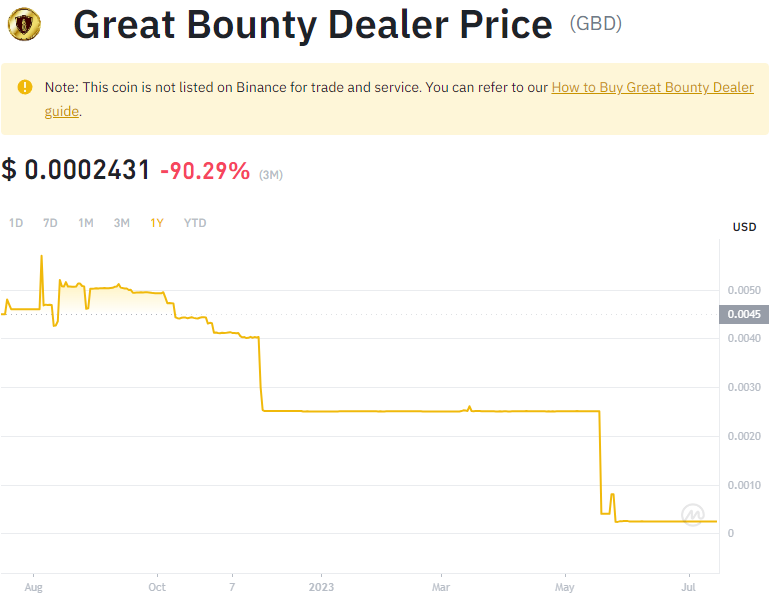 Great Bounty Dealer Price (GBD)
Note: This coin is not listed on Binance for trade and service. You can refer to our How to Buy Great Bounty Dealer
guide.
$ 0.0002431 -90.29% (3M)
1D 7D 1M 3M 1Y YTD
USD
0.0050
0.0045
0.0040
0.0030
0.0020
0.0010
0
Aug Oct 7 2023 Mar May Jul